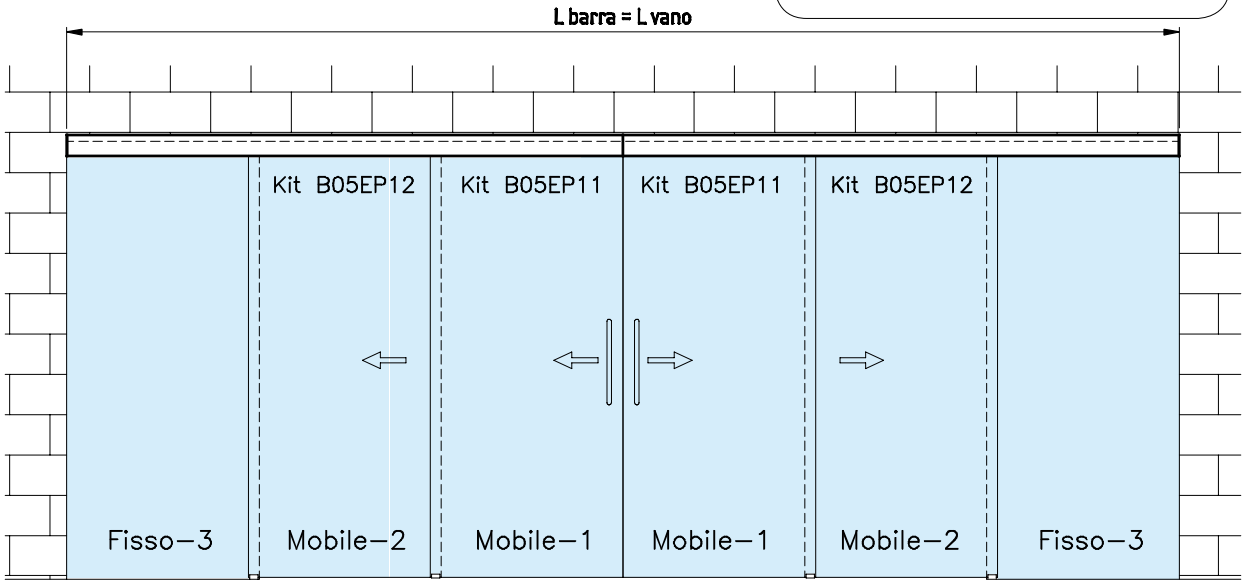 L barra = L vano
Kit B05EP12
Kit B05EP11
Kit B05EP11
Kit B05EP12
Fisso-3
Mobile-2
Mobile-1
Mobile-1
Mobile-2
Fisso-3